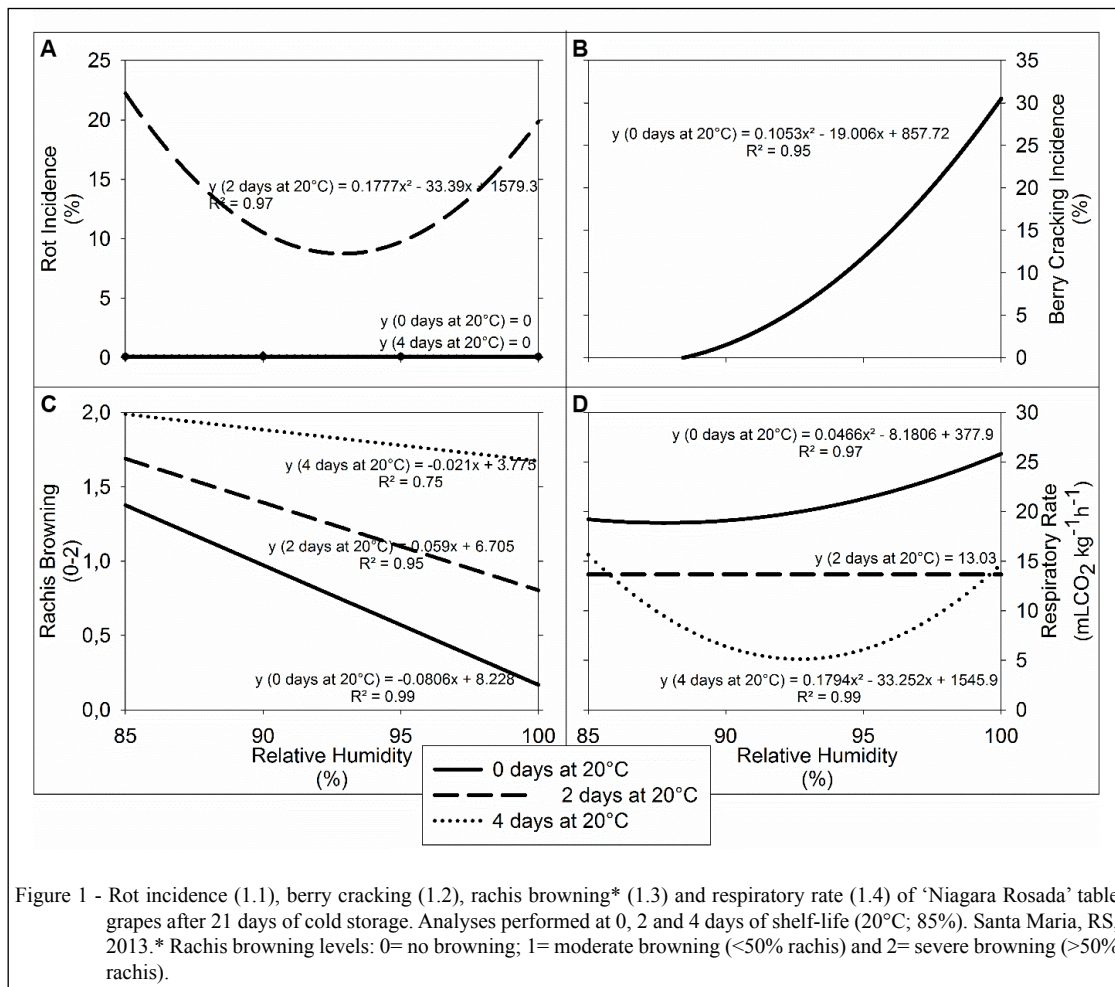 A
B
25
20
15
10
5
0
Rot Incidence
(%)
y (2 days at 20°C) = 0.1777x² - 33.39x + 1579.3
R² = 0.97
y (0 days at 20°C) = 0
y (4 days at 20°C) = 0
y (0 days at 20°C) = 0.1053x² - 19.006x + 857.72
R² = 0.95
35
30
25
20
15
10
5
0
Berry Cracking Incidence
(%)
C
D
2,0
1,5
1,0
0,5
0,0
Rachis Browning
(0-2)
y (4 days at 20°C) = -0.021x + 3.775
R² = 0.75
y (2 days at 20°C) = -0.059x + 6.705
R² = 0.95
y (0 days at 20°C) = -0.0806x + 8.228
R² = 0.99
85 90 95 100
Relative Humidity
(%)
y (0 days at 20°C) = 0.0466x² - 8.1806 + 377.9
R² = 0.97
y (2 days at 20°C) = 13.03
y (4 days at 20°C) = 0.1794x² - 33.252x + 1545.9
R² = 0.99
30
25
20
15
10
5
0
Respiratory Rate
(mLCO₂ kg⁻¹h⁻¹)
85 90 95 100
Relative Humidity
(%)
0 days at 20°C
2 days at 20°C
4 days at 20°C
Figure 1 - Rot incidence (1.1), berry cracking (1.2), rachis browning* (1.3) and respiratory rate (1.4) of ‘Niagara Rosada’ table
grapes after 21 days of cold storage. Analyses performed at 0, 2 and 4 days of shelf-life (20°C; 85%). Santa Maria, RS,
2013.* Rachis browning levels: 0= no browning; 1= moderate browning (<50% rachis) and 2= severe browning (>50%
rachis).